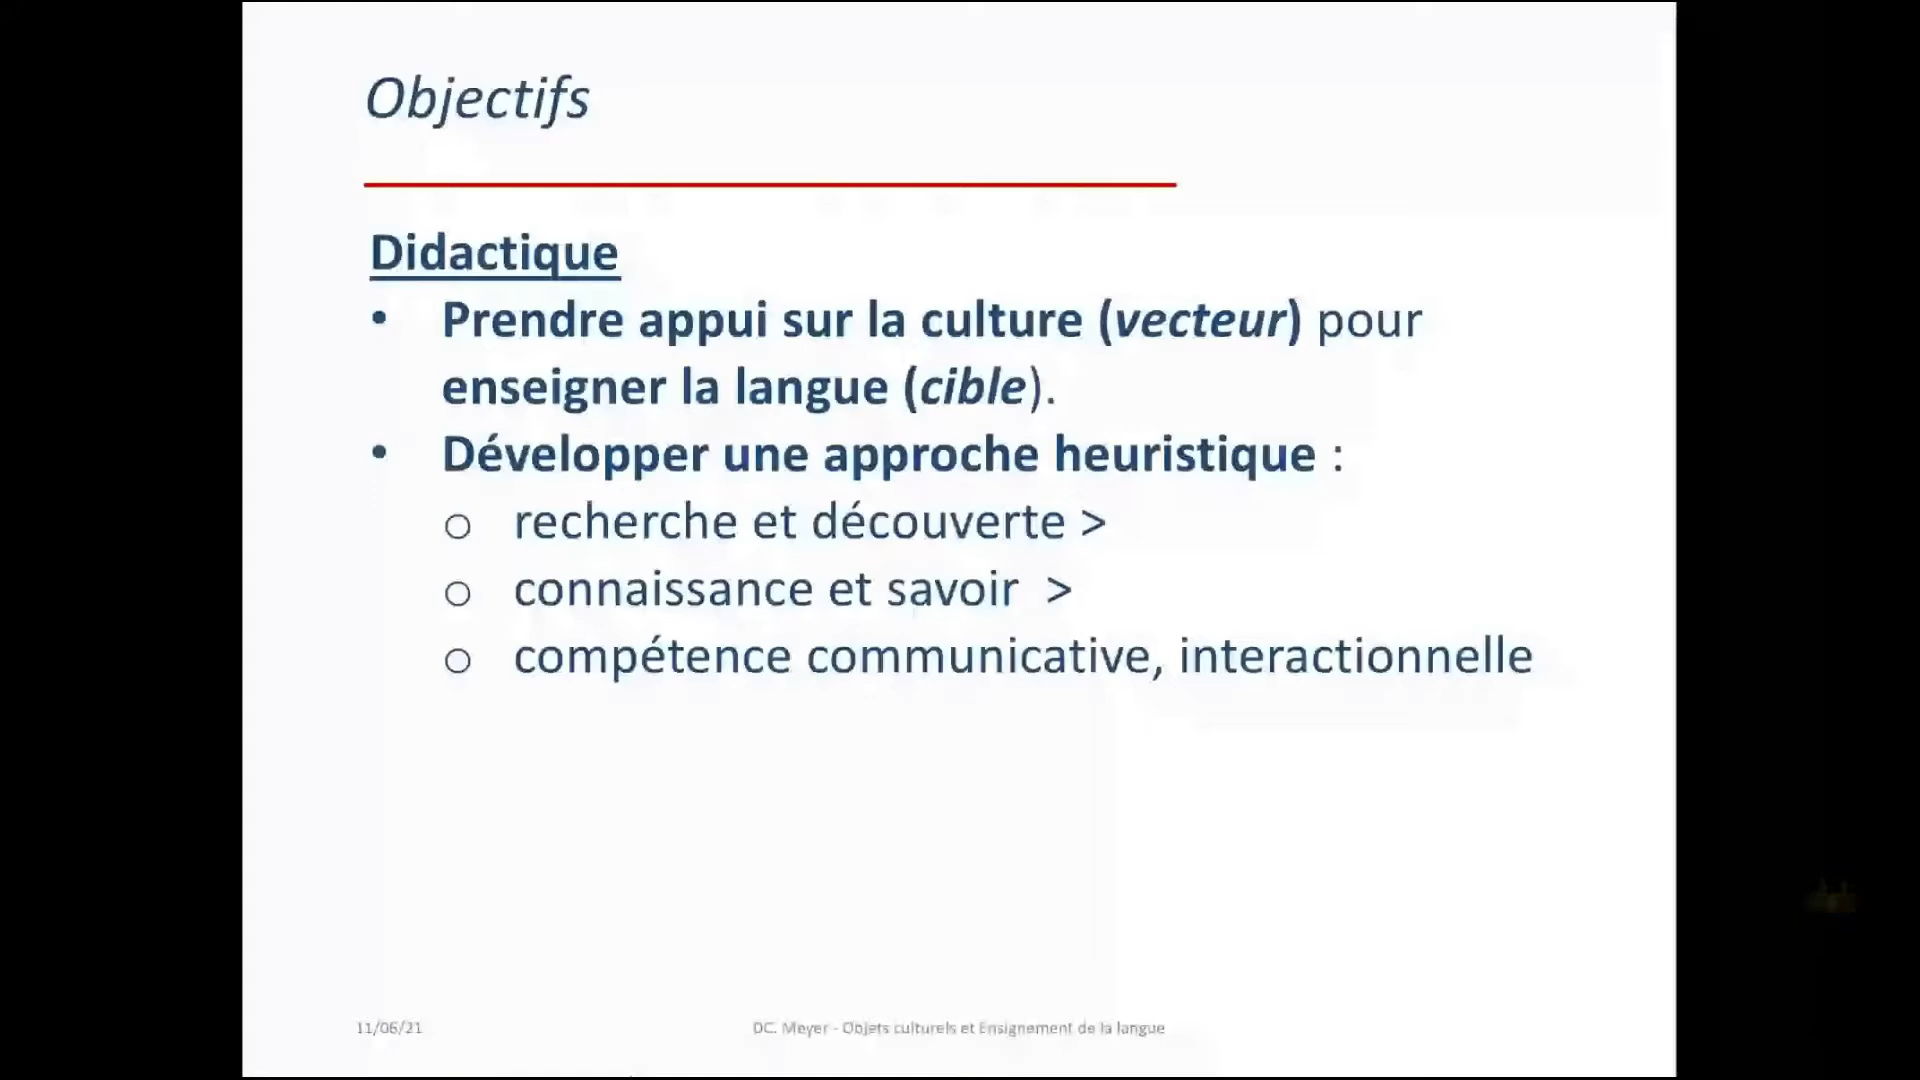 Objectifs
Didactique
• Prendre appui sur la culture (vecteur) pour
enseigner la langue (cible).
• Développer une approche heuristique :
o recherche et découverte >
o connaissance et savoir >
o compétence communicative, interactionnelle
11/06/21
DC. Meyer - Objets culturels et Ensignement de la langue